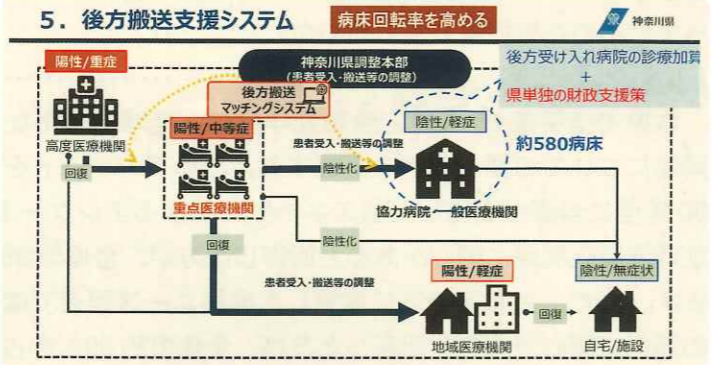 5．後方搬送支援システム
病床回転率を高める
神奈川県
陽性/重症
高度医療機関
神奈川県調整本部
（患者受入・搬送等の調整）
後方搬送
マッチングシステム
後方受け入れ病院の診療加算
+
県単独の財政支援策
陽性/中等症
重点医療機関
回復
患者受入・搬送等の調整
陰性化
陰性/軽症
約580病床
協力病院
一般医療機関
回復
陰性化
患者受入・搬送等の調整
陽性/軽症
地域医療機関
回復
陰性/無症状
自宅/施設